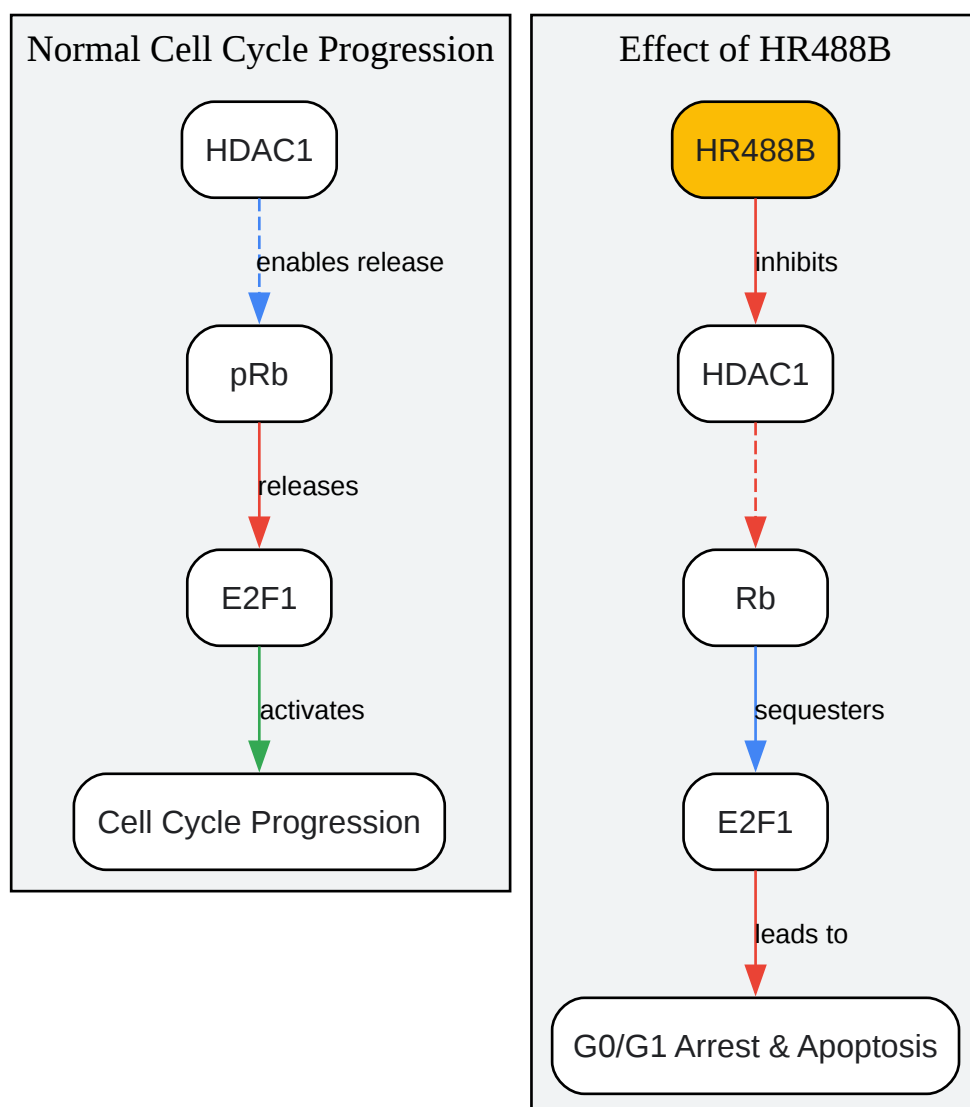 Normal Cell Cycle Progression
HDAC1
enables release
pRb
releases
E2F1
activates
Cell Cycle Progression
Effect of HR488B
HR488B
inhibits
HDAC1
Rb
sequesters
E2F1
leads to
G0/G1 Arrest & Apoptosis